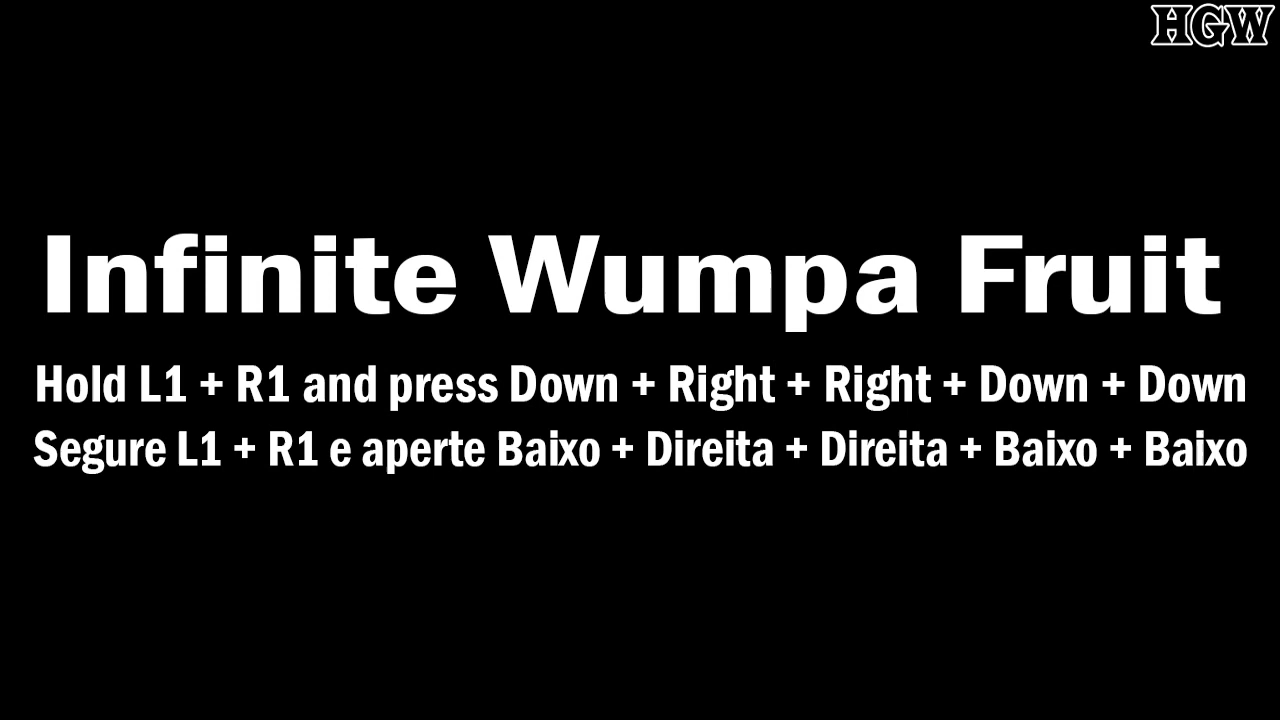 HGW
Infinite Wumpa Fruit
Hold L1 + R1 and press Down + Right + Right + Down + Down
Segure L1 + R1 e aperte Baixo + Direita + Direita + Baixo + Baixo